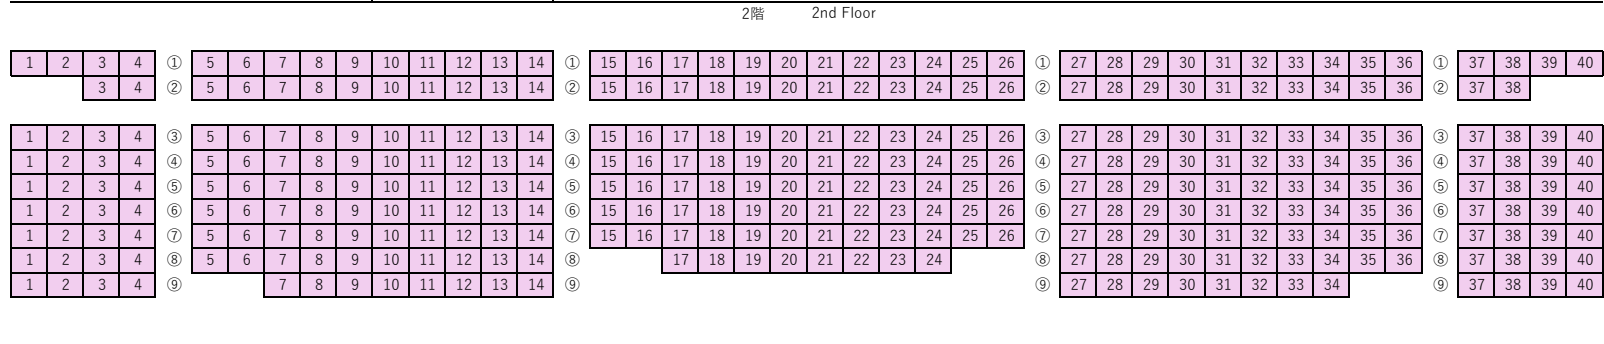 2階 2nd Floor
1 2 3 4 ① 5 6 7 8 9 10 11 12 13 14 ① 15 16 17 18 19 20 21 22 23 24 25 26 ① 27 28 29 30 31 32 33 34 35 36 ① 37 38 39 40
3 4 ② 5 6 7 8 9 10 11 12 13 14 ② 15 16 17 18 19 20 21 22 23 24 25 26 ② 27 28 29 30 31 32 33 34 35 36 ② 37 38
1 2 3 4 ③ 5 6 7 8 9 10 11 12 13 14 ③ 15 16 17 18 19 20 21 22 23 24 25 26 ③ 27 28 29 30 31 32 33 34 35 36 ③ 37 38 39 40
1 2 3 4 ④ 5 6 7 8 9 10 11 12 13 14 ④ 15 16 17 18 19 20 21 22 23 24 25 26 ④ 27 28 29 30 31 32 33 34 35 36 ④ 37 38 39 40
1 2 3 4 ⑤ 5 6 7 8 9 10 11 12 13 14 ⑤ 15 16 17 18 19 20 21 22 23 24 25 26 ⑤ 27 28 29 30 31 32 33 34 35 36 ⑤ 37 38 39 40
1 2 3 4 ⑥ 5 6 7 8 9 10 11 12 13 14 ⑥ 15 16 17 18 19 20 21 22 23 24 25 26 ⑥ 27 28 29 30 31 32 33 34 35 36 ⑥ 37 38 39 40
1 2 3 4 ⑦ 5 6 7 8 9 10 11 12 13 14 ⑦ 15 16 17 18 19 20 21 22 23 24 25 26 ⑦ 27 28 29 30 31 32 33 34 35 36 ⑦ 37 38 39 40
1 2 3 4 ⑧ 5 6 7 8 9 10 11 12 13 14 ⑧ 17 18 19 20 21 22 23 24 ⑧ 27 28 29 30 31 32 33 34 35 36 ⑧ 37 38 39 40
1 2 3 4 ⑨ 7 8 9 10 11 12 13 14 ⑨ ⑨ 27 28 29 30 31 32 33 34 ⑨ 37 38 39 40